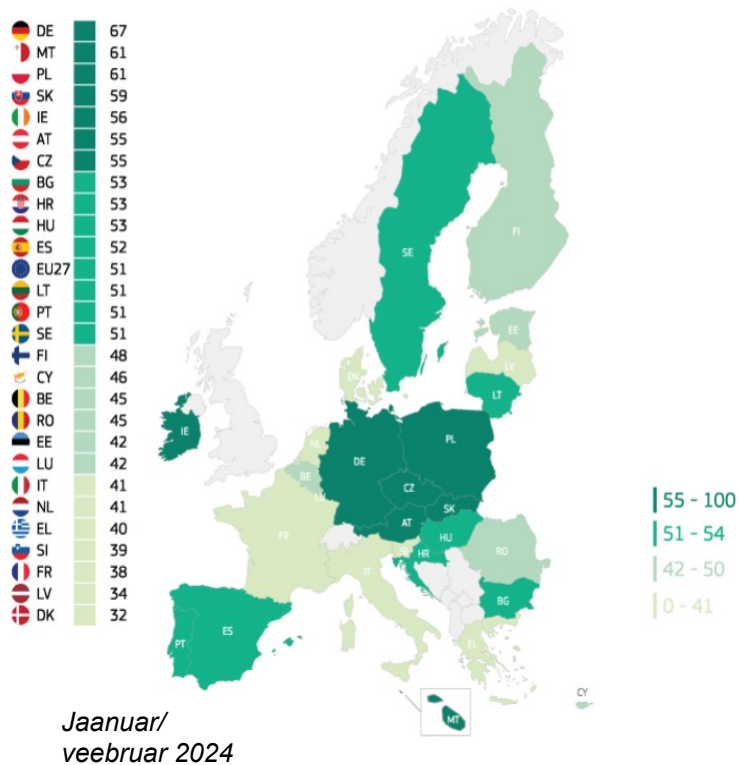 DE 67
MT 61
PL 61
SK 59
IE 56
AT 55
CZ 55
BG 53
HR 53
HU 53
ES 52
EU27 51
LT 51
PT 51
SE 51
FI 48
CY 46
BE 45
RO 45
EE 42
LU 42
IT 41
NL 41
EL 40
SI 39
FR 38
LV 34
DK 32
FI
SE
EE
LV
DK
LT
IE
NL
PL
DE
BE
CZ
SK
AT
HU
FR
HR
RO
IT
BG
PT
ES
EL
CY
MT
55 - 100
51 - 54
42 - 50
0 - 41
Jaanuar/
veebruar 2024